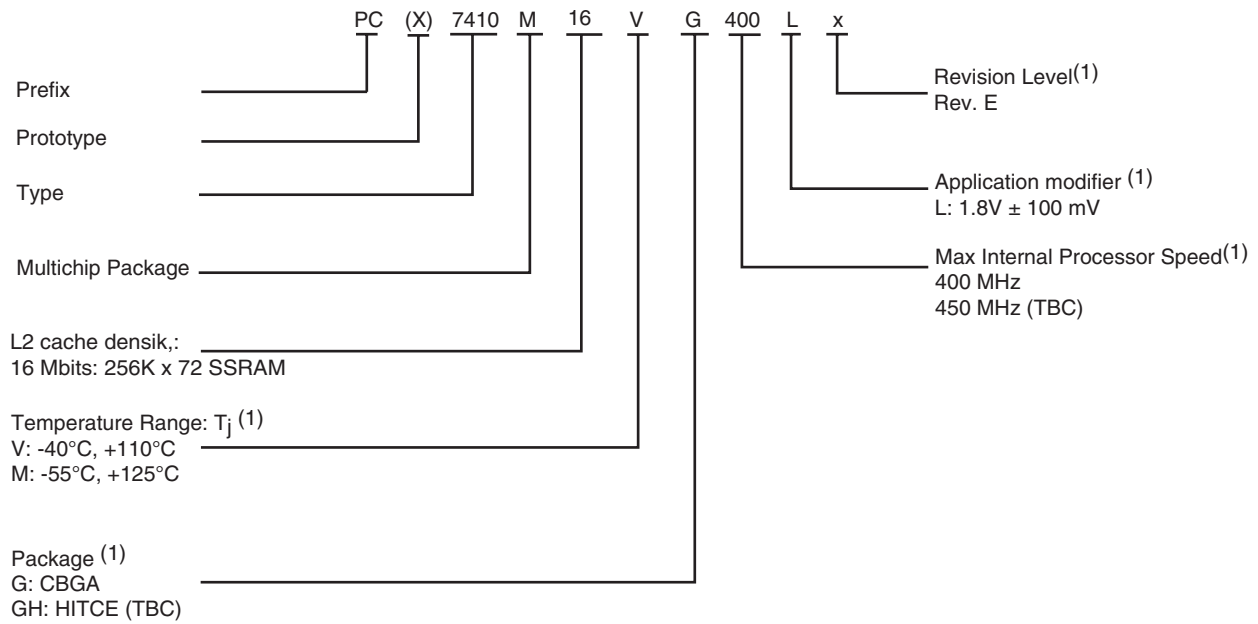 PC (X) 7410 M 16 V G 400 L x
Prefix
Prototype
Type
Multichip Package
L2 cache densik,:
16 Mbits: 256K x 72 SSRAM
Temperature Range: Tj (1)
V: -40°C, +110°C
M: -55°C, +125°C
Package (1)
G: CBGA
GH: HITCE (TBC)
Revision Level(1)
Rev. E
Application modifier (1)
L: 1.8V ± 100 mV
Max Internal Processor Speed(1)
400 MHz
450 MHz (TBC)